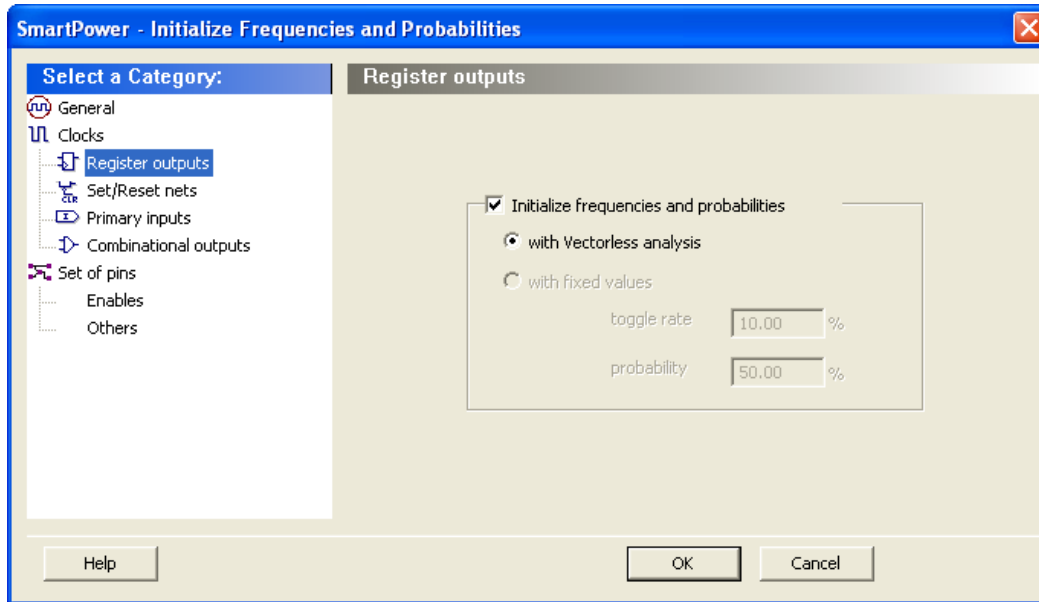 SmartPower - Initialize Frequencies and Probabilities
Select a Category:
General
Clocks
Register outputs
CLR
Set/Reset nets
Primary inputs
Combinational outputs
Set of pins
Enables
Others
Register outputs
Initialize frequencies and probabilities
with Vectorless analysis
with fixed values
toggle rate 10.00 %
probability 50.00 %
Help
OK
Cancel